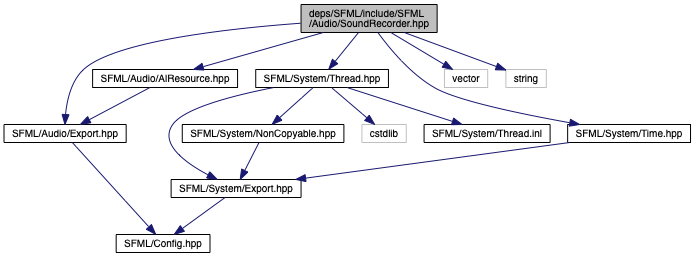 deps/SFML/include/SFML
/Audio/SoundRecorder.hpp
SFML/Audio/AlResource.hpp
SFML/System/Thread.hpp
vector
string
SFML/Audio/Export.hpp
SFML/System/NonCopyable.hpp
cstdlib
SFML/System/Thread.inl
SFML/System/Time.hpp
SFML/System/Export.hpp
SFML/Config.hpp